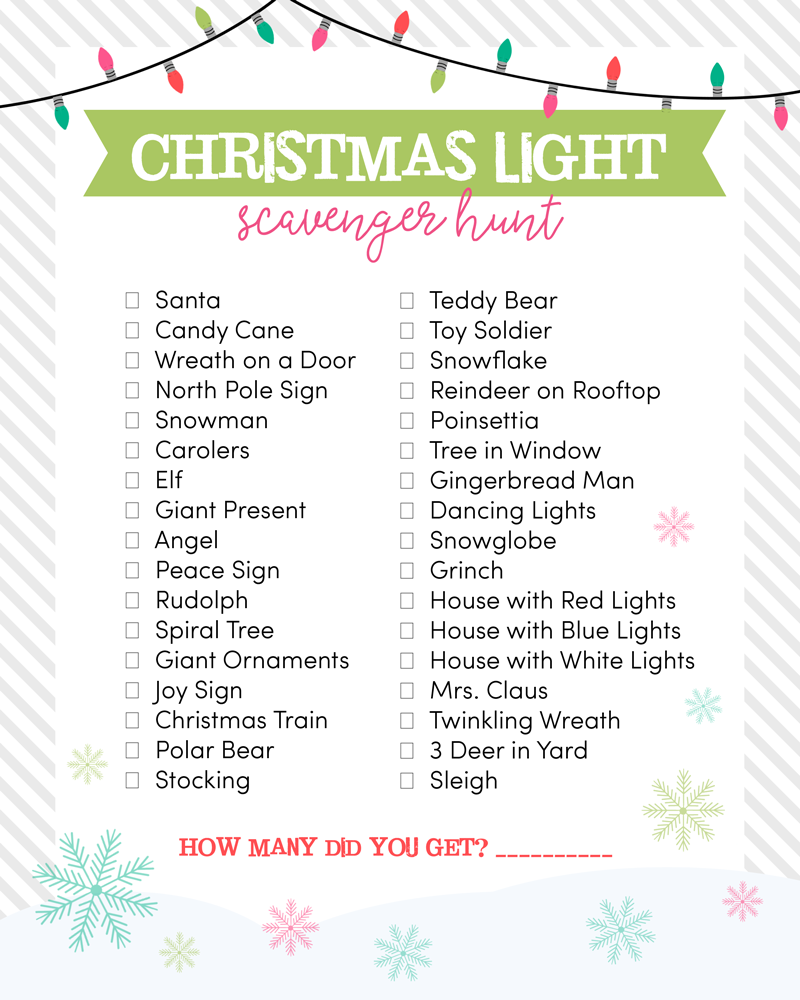 CHRISTMAS LIGHT
scavenger hunt
Santa
Candy Cane
Wreath on a Door
North Pole Sign
Snowman
Carolers
Elf
Giant Present
Angel
Peace Sign
Rudolph
Spiral Tree
Giant Ornaments
Joy Sign
Christmas Train
Polar Bear
Stocking
Teddy Bear
Toy Soldier
Snowflake
Reindeer on Rooftop
Poinsettia
Tree in Window
Gingerbread Man
Dancing Lights
Snowglobe
Grinch
House with Red Lights
House with Blue Lights
House with White Lights
Mrs. Claus
Twinkling Wreath
3 Deer in Yard
Sleigh
HOW MANY DID YOU GET? __________